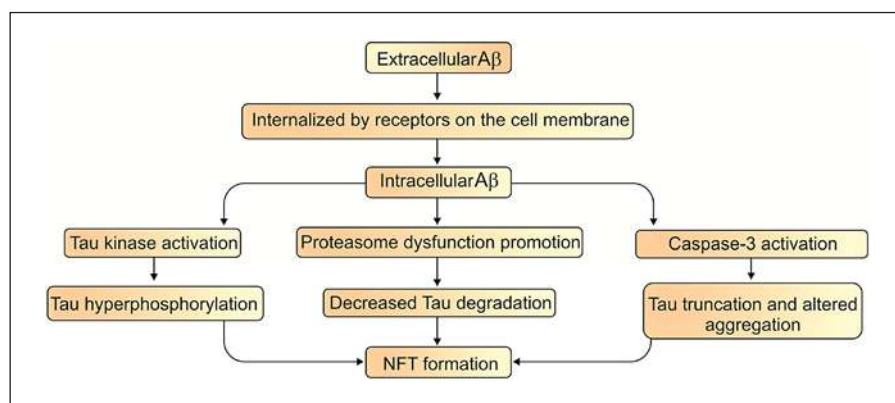 ExtracellularAβ
Internalized by receptors on the cell membrane
IntracellularAβ
Tau kinase activation
Proteasome dysfunction promotion
Caspase-3 activation
Tau hyperphosphorylation
Decreased Tau degradation
Tau truncation and altered
aggregation
NFT formation